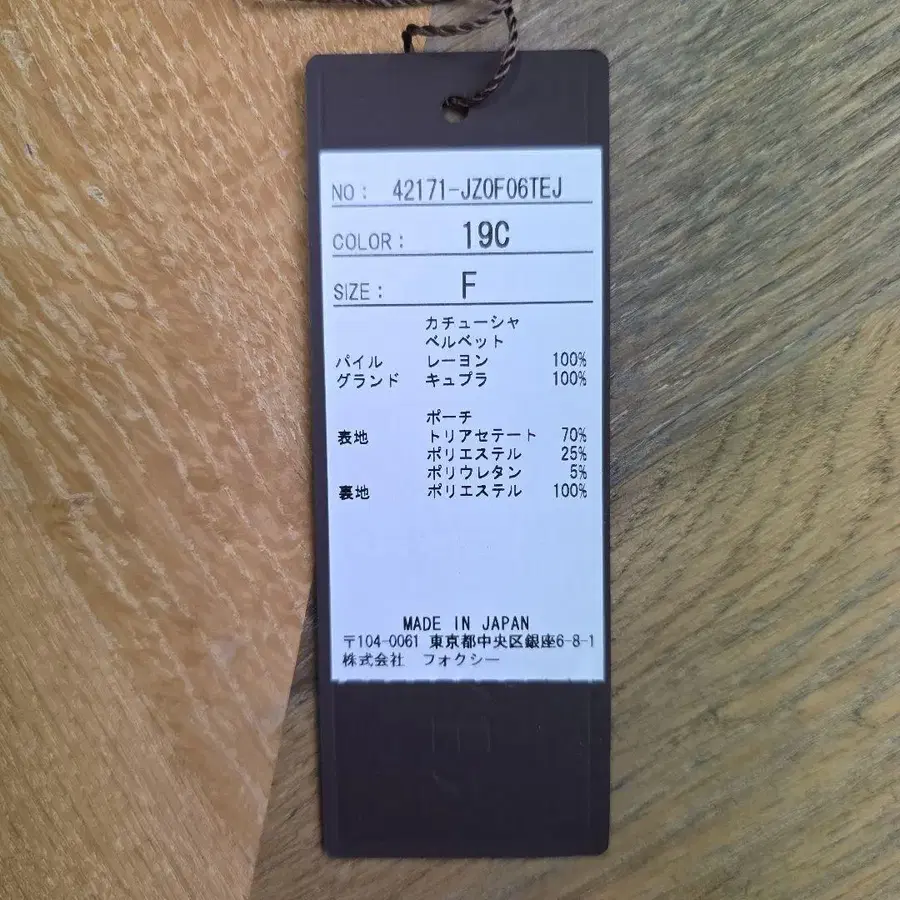 NO： 42171-JZ0F06TEJ
COLOR： 19C
SIZE： F
カチューシャ
ベルベット
パイル レーヨン 100%
グランド キュプラ 100%
ポーチ
表地 トリアセテート 70%
ポリエステル 25%
ポリウレタン 5%
裏地 ポリエステル 100%
MADE IN JAPAN
〒104-0061 東京都中央区銀座6-8-1
株式会社 フォクシー